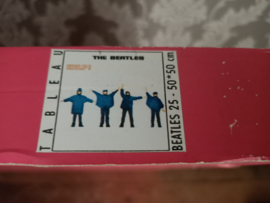 TABLEAU
THE BEATLES
HELP!
BEATLES 25 - 50*50 cm